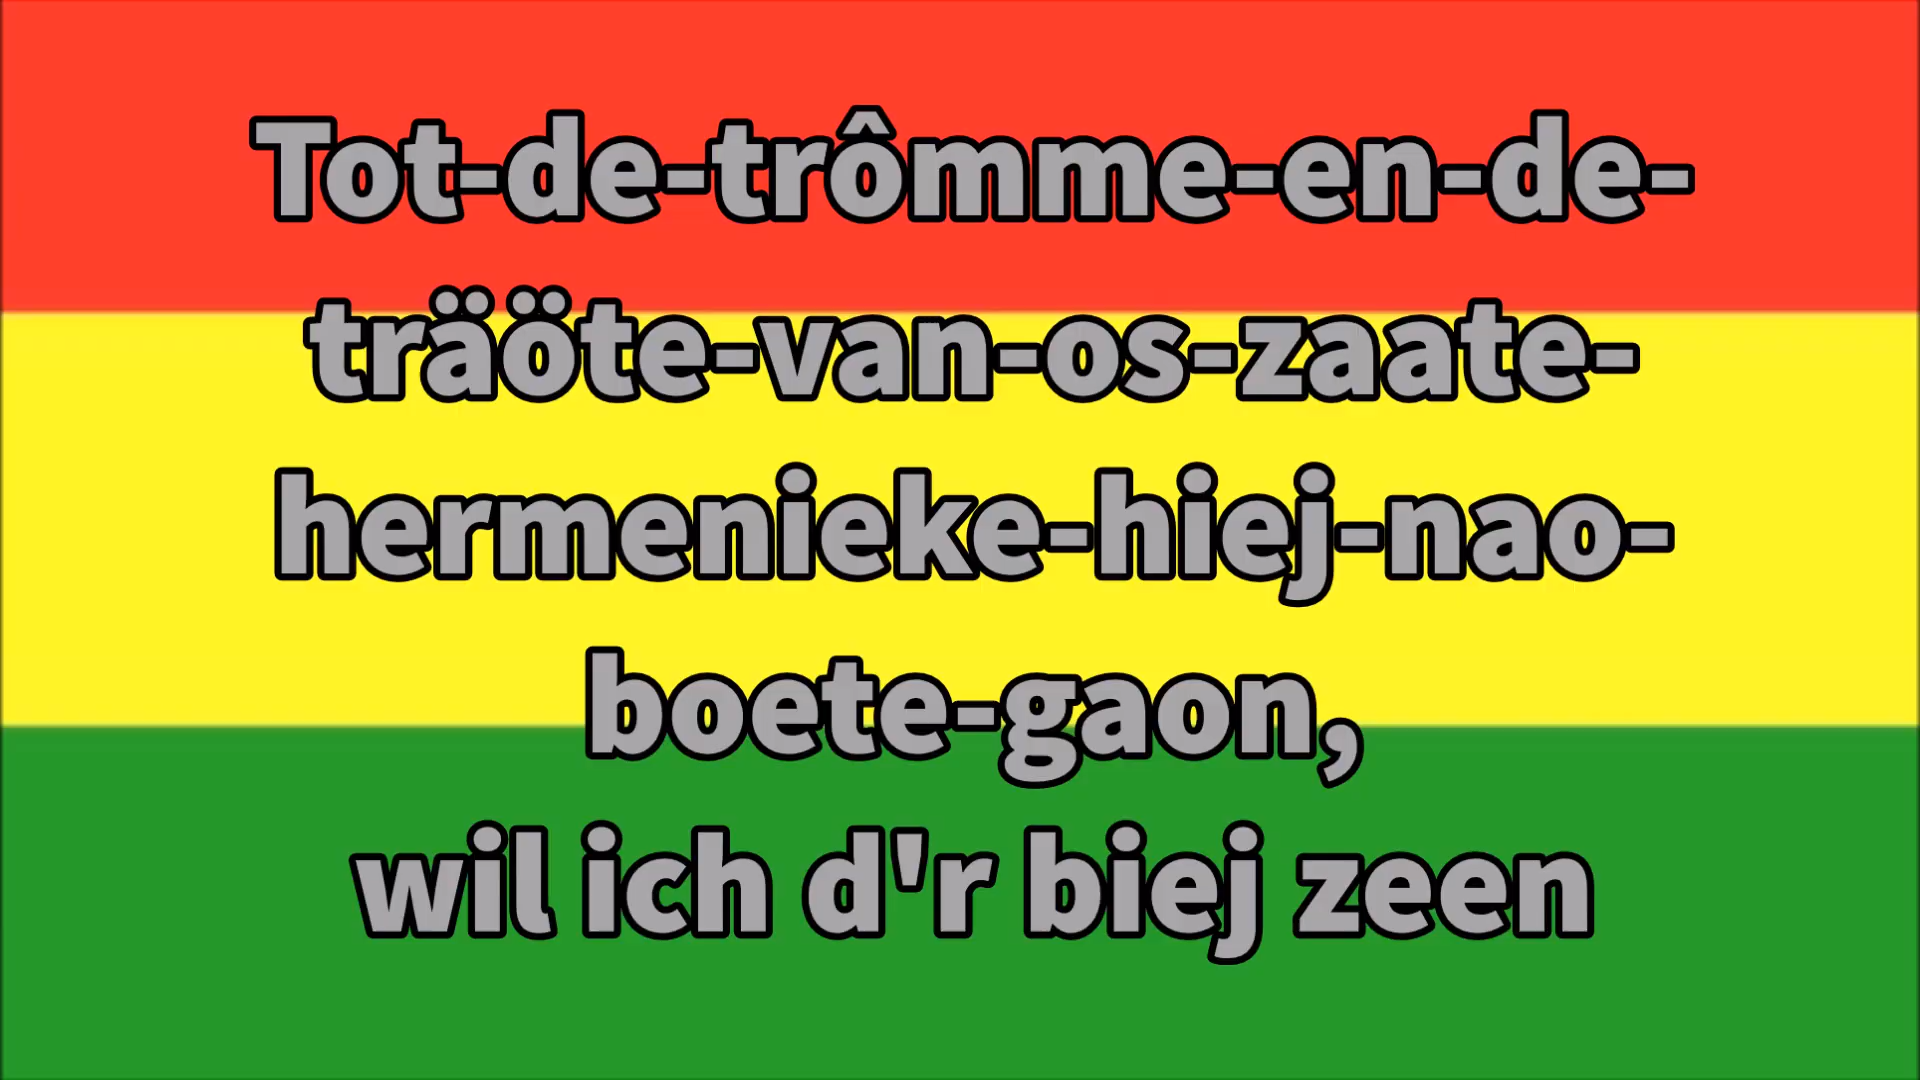 Tot-de-trômme-en-de-
träöte-van-os-zaate-
hermenieke-hiej-nao-
boete-gaon,
wil ich d'r biej zeen